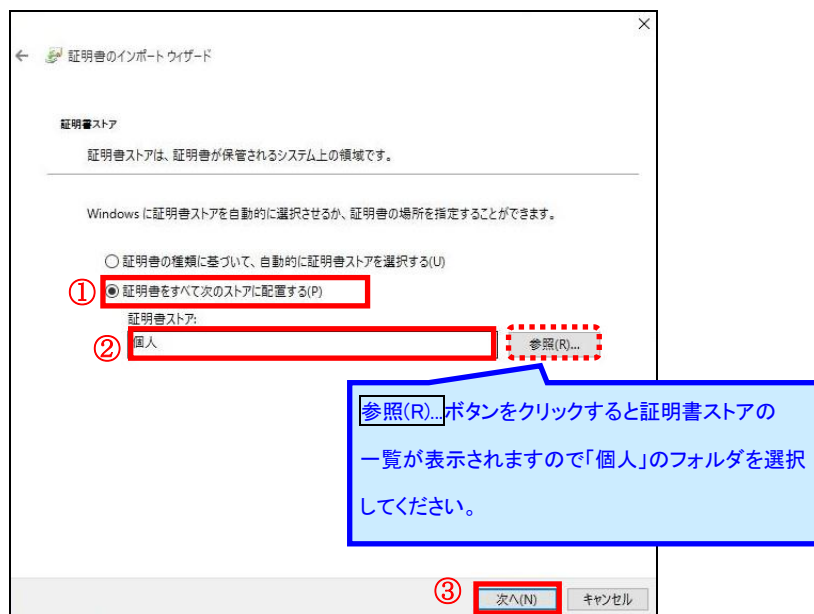 ×
← 証明書のインポート ウィザード
証明書ストア
証明書ストアは、証明書が保管されるシステム上の領域です。
Windows に証明書ストアを自動的に選択させるか、証明書の場所を指定することができます。
証明書の種類に基づいて、自動的に証明書ストアを選択する(U)
① 証明書をすべて次のストアに配置する(P)
証明書ストア:
② 個人 参照(R)...
参照(R)...ボタンをクリックすると証明書ストアの
一覧が表示されますので「個人」のフォルダを選択
してください。
③ 次へ(N) キャンセル